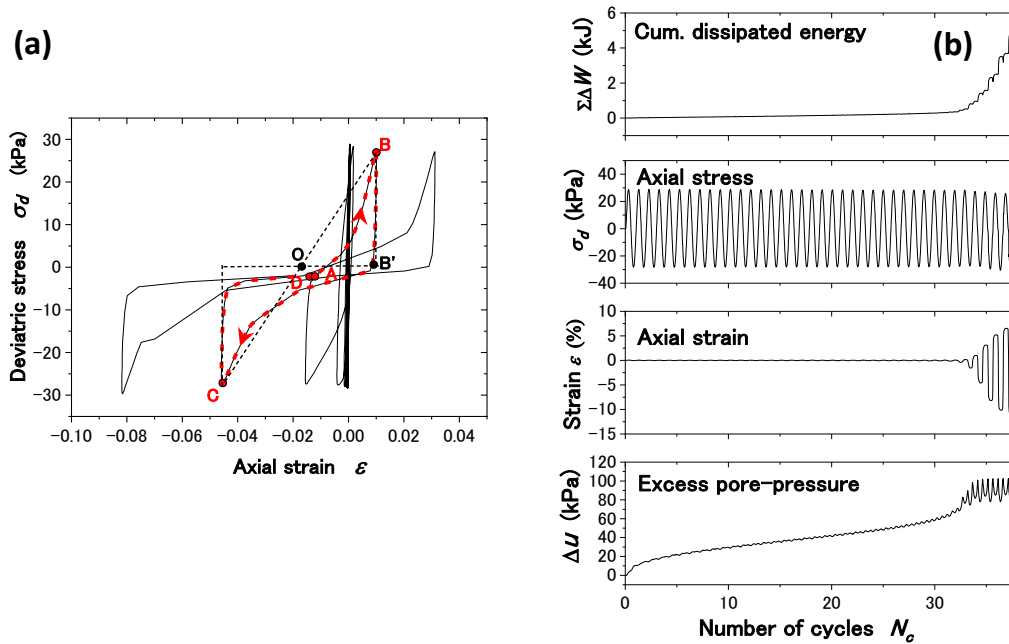 (a)
Deviatric stress σd (kPa)
30
20
10
0
−10
−20
−30
B
O
B'
D
A
C
−0.10
−0.08
−0.06
−0.04
−0.02
0.00
0.02
0.04
Axial strain ε
(b)
Cum. dissipated energy
ΣΔW (kJ)
6
4
2
0
Axial stress
σd (kPa)
40
20
0
−20
−40
Axial strain
Strain ε (%)
10
5
0
−5
−10
−15
Excess pore-pressure
Δu (kPa)
120
100
80
60
40
20
0
0
10
20
30
Number of cycles Nc